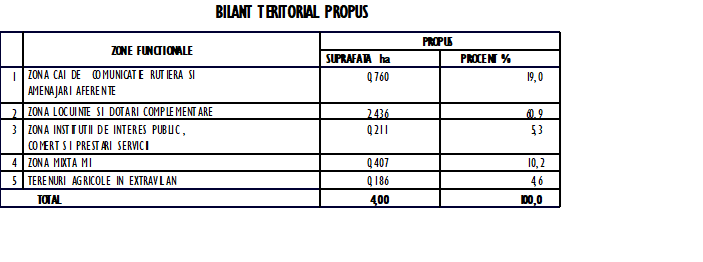 BILANT TERITORIAL PROPUS
ZONE FUNCTIONALE PROPUS
SUPRAFATA ha PROCENT %
1 ZONA CAI DE COMUNICATIE RUTIERA SI 0,760 19,0
AMENAJARI AFERENTE
2 ZONA LOCUINTE SI DOTARI COMPLEMENTARE 2,436 60,9
3 ZONA INSTITUTII DE INTERES PUBLIC, 0,211 5,3
COMERT SI PRESTARI SERVICII
4 ZONA MIXTA M1 0,407 10,2
5 TERENURI AGRICOLE IN EXTRAVILAN 0,186 4,6
TOTAL 4,00 100,0